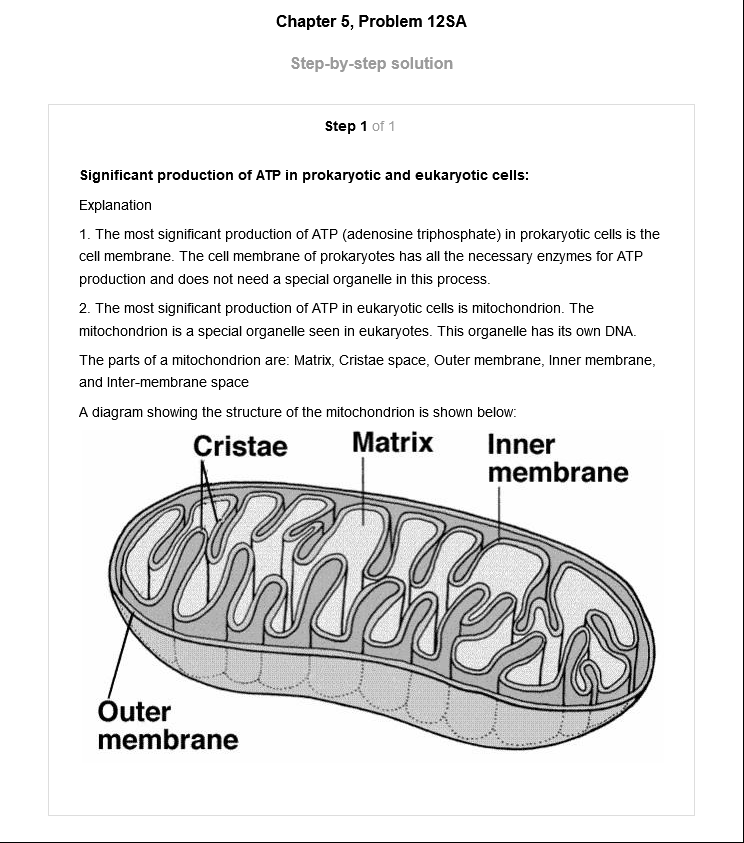 Chapter 5, Problem 12SA
Step-by-step solution
Step 1 of 1
Significant production of ATP in prokaryotic and eukaryotic cells:
Explanation
1. The most significant production of ATP (adenosine triphosphate) in prokaryotic cells is the
cell membrane. The cell membrane of prokaryotes has all the necessary enzymes for ATP
production and does not need a special organelle in this process.
2. The most significant production of ATP in eukaryotic cells is mitochondrion. The
mitochondrion is a special organelle seen in eukaryotes. This organelle has its own DNA.
The parts of a mitochondrion are: Matrix, Cristae space, Outer membrane, Inner membrane,
and Inter-membrane space
A diagram showing the structure of the mitochondrion is shown below:
Cristae
Matrix
Inner
membrane
Outer
membrane